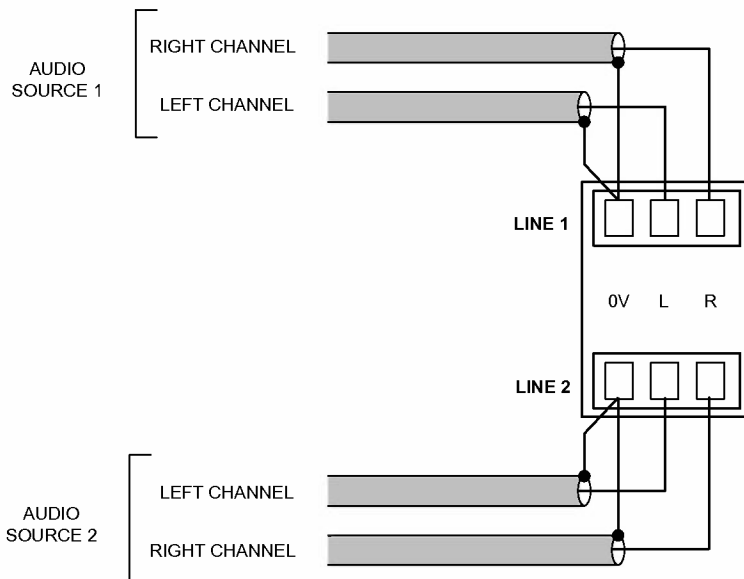 RIGHT CHANNEL
AUDIO
SOURCE 1
LEFT CHANNEL
LINE 1
0V L R
LINE 2
LEFT CHANNEL
AUDIO
SOURCE 2
RIGHT CHANNEL